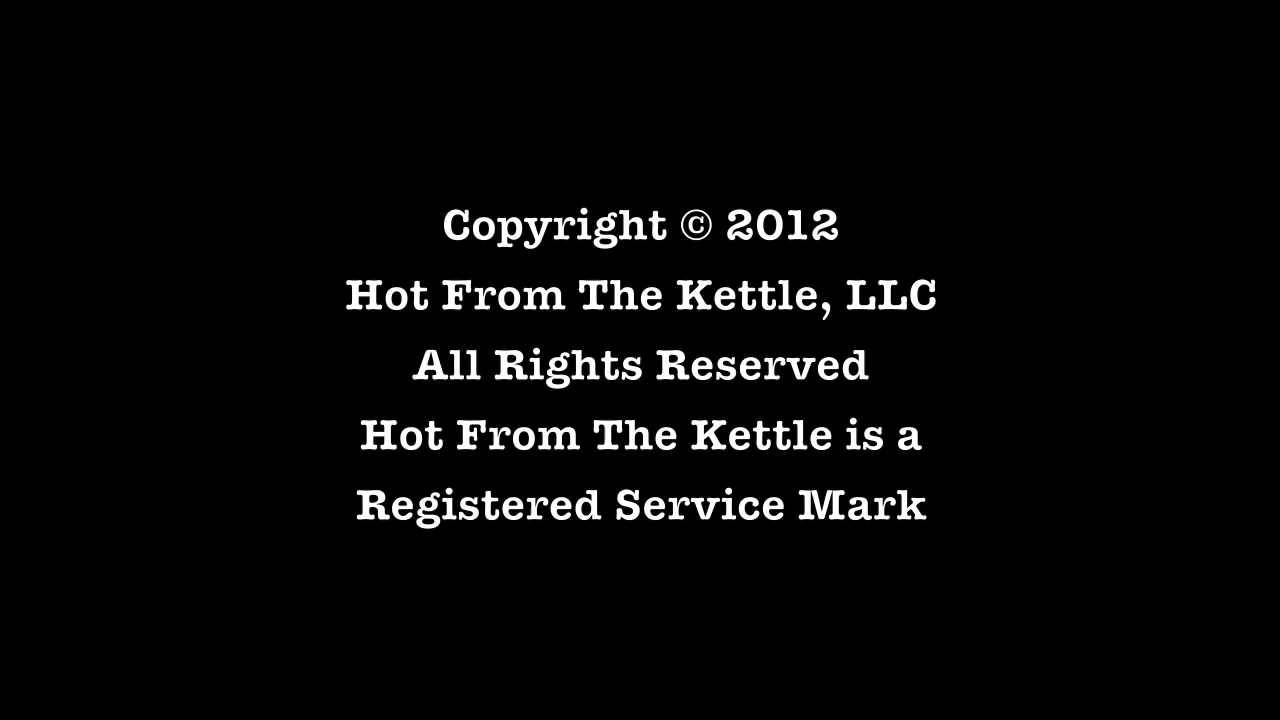 Copyright © 2012
Hot From The Kettle, LLC
All Rights Reserved
Hot From The Kettle is a
Registered Service Mark